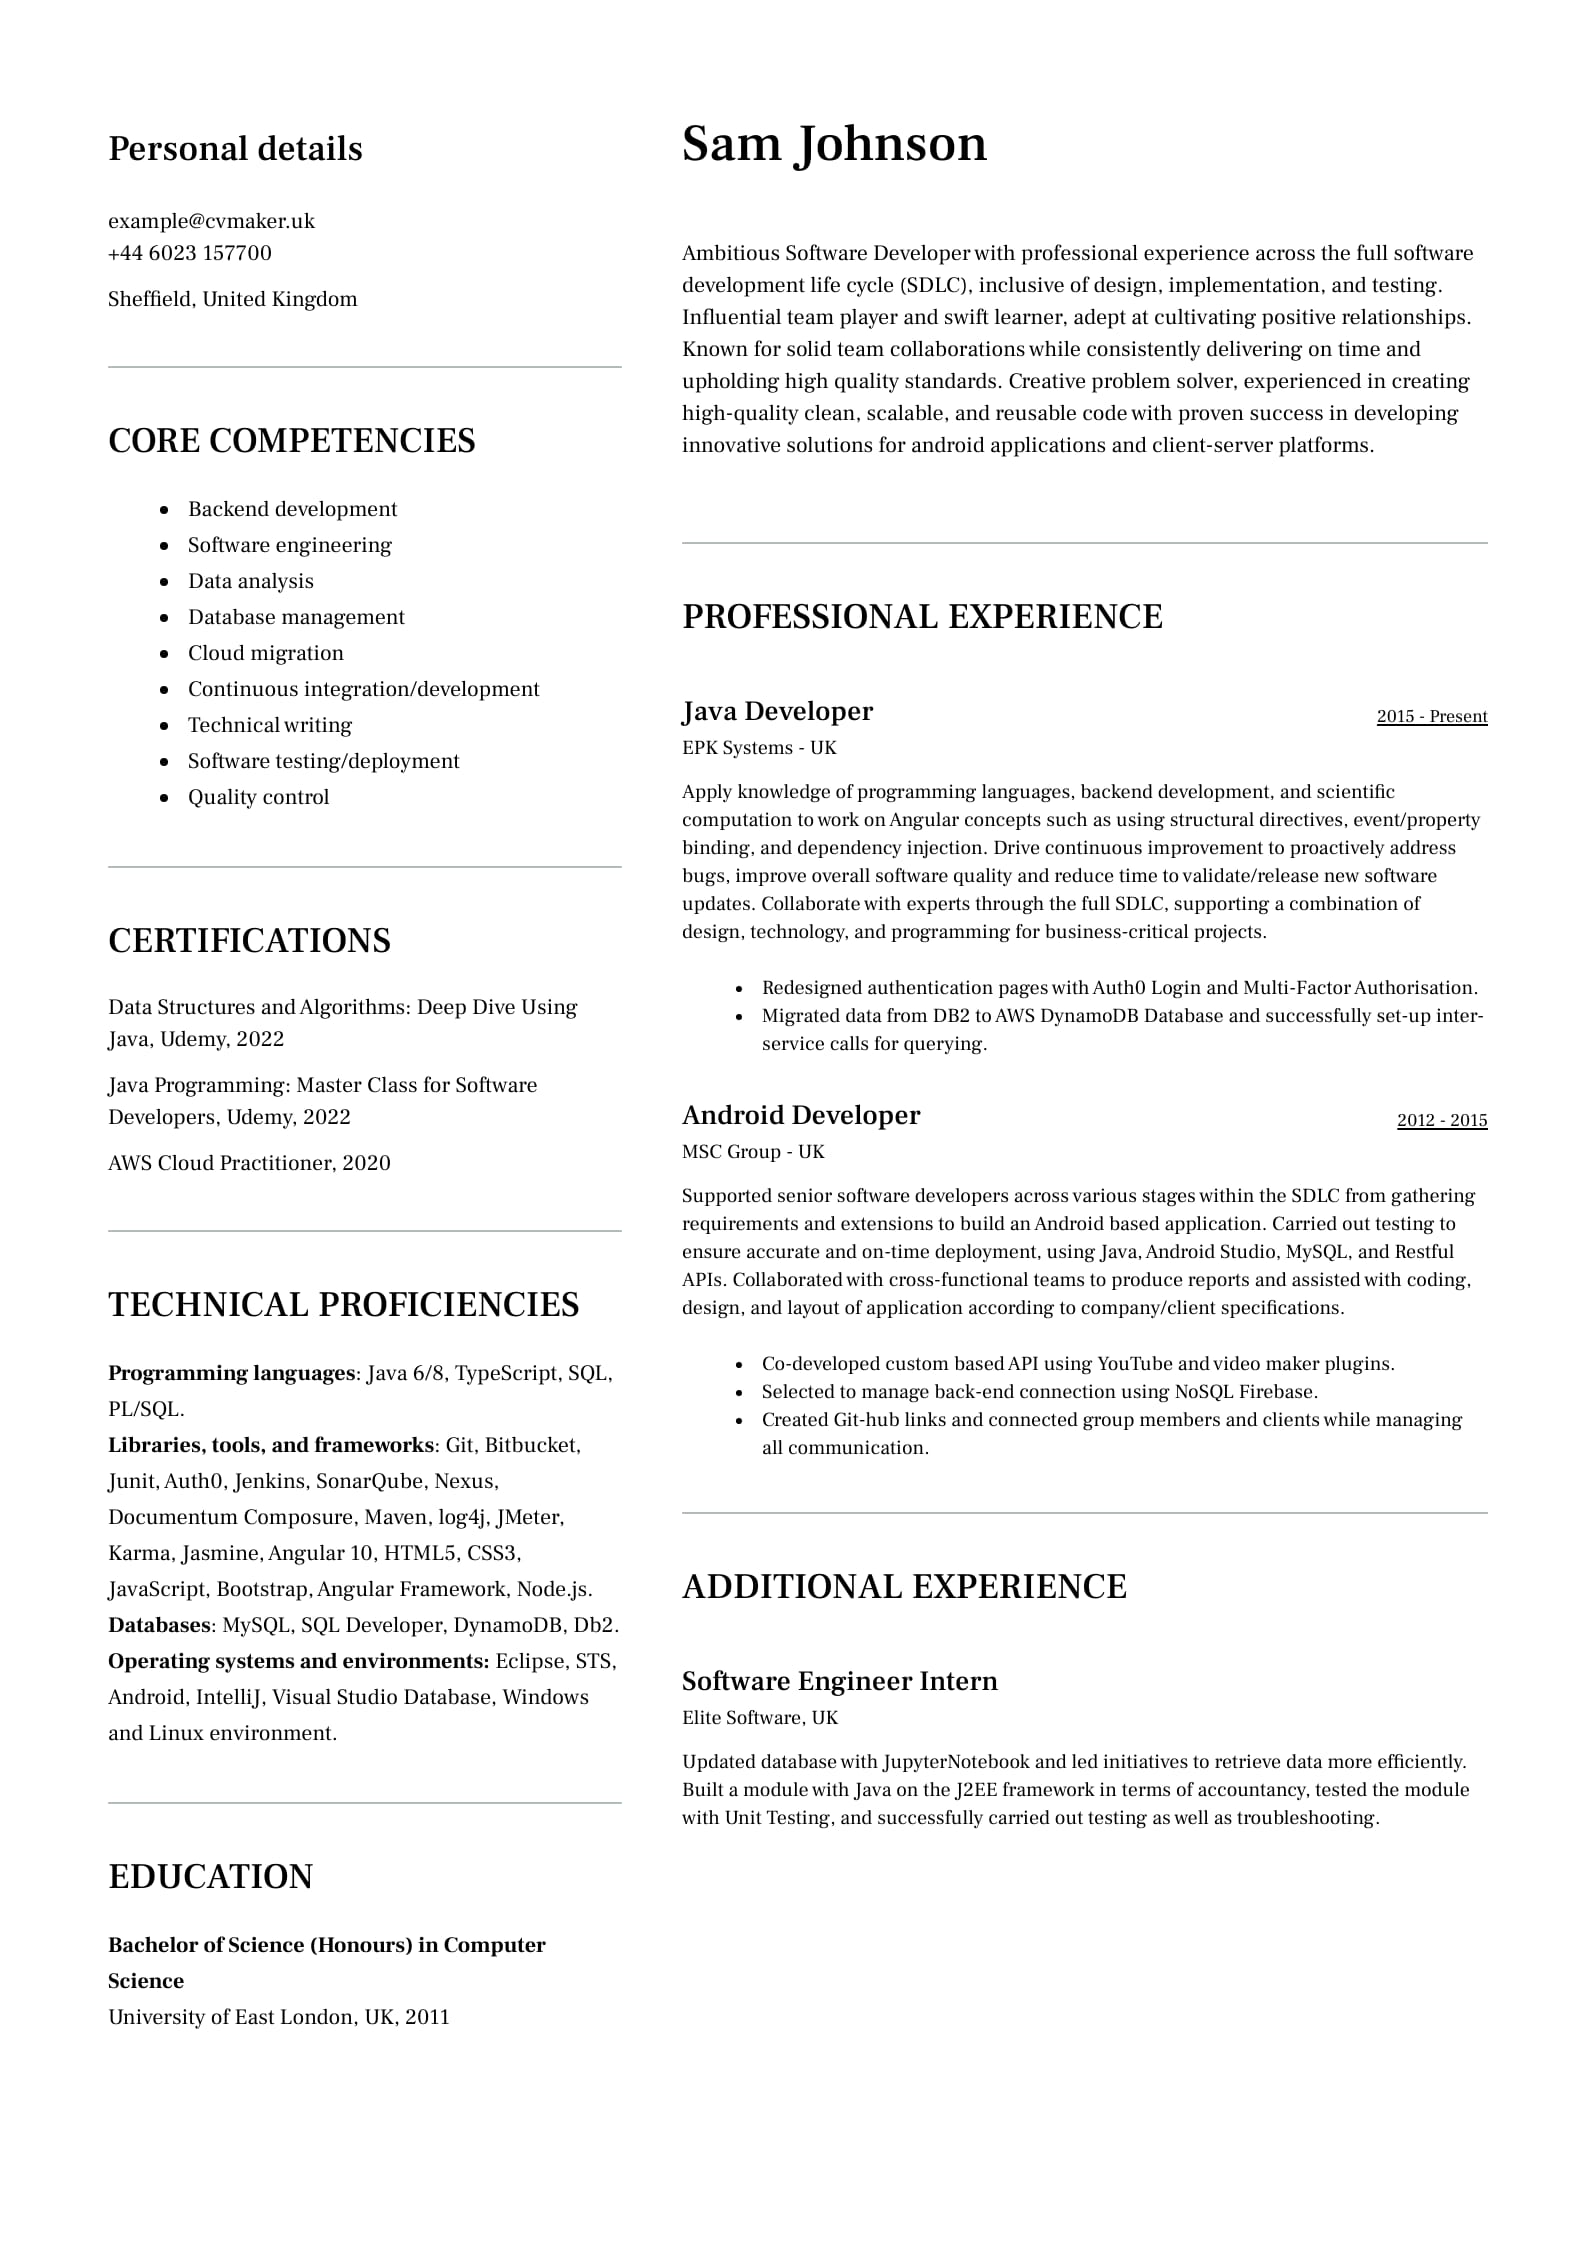 Personal details
example@cvmaker.uk
+44 6023 157700
Sheffield, United Kingdom
CORE COMPETENCIES
Backend development
Software engineering
Data analysis
Database management
Cloud migration
Continuous integration/development
Technical writing
Software testing/deployment
Quality control
CERTIFICATIONS
Data Structures and Algorithms: Deep Dive Using
Java, Udemy, 2022
Java Programming: Master Class for Software
Developers, Udemy, 2022
AWS Cloud Practitioner, 2020
TECHNICAL PROFICIENCIES
Programming languages: Java 6/8, TypeScript, SQL,
PL/SQL.
Libraries, tools, and frameworks: Git, Bitbucket,
Junit, Auth0, Jenkins, SonarQube, Nexus,
Documentum Composure, Maven, log4j, JMeter,
Karma, Jasmine, Angular 10, HTML5, CSS3,
JavaScript, Bootstrap, Angular Framework, Node.js.
Databases: MySQL, SQL Developer, DynamoDB, Db2.
Operating systems and environments: Eclipse, STS,
Android, IntelliJ, Visual Studio Database, Windows
and Linux environment.
EDUCATION
Bachelor of Science (Honours) in Computer
Science
University of East London, UK, 2011
Sam Johnson
Ambitious Software Developer with professional experience across the full software
development life cycle (SDLC), inclusive of design, implementation, and testing.
Influential team player and swift learner, adept at cultivating positive relationships.
Known for solid team collaborations while consistently delivering on time and
upholding high quality standards. Creative problem solver, experienced in creating
high-quality clean, scalable, and reusable code with proven success in developing
innovative solutions for android applications and client-server platforms.
PROFESSIONAL EXPERIENCE
Java Developer
2015 - Present
EPK Systems - UK
Apply knowledge of programming languages, backend development, and scientific
computation to work on Angular concepts such as using structural directives, event/property
binding, and dependency injection. Drive continuous improvement to proactively address
bugs, improve overall software quality and reduce time to validate/release new software
updates. Collaborate with experts through the full SDLC, supporting a combination of
design, technology, and programming for business-critical projects.
Redesigned authentication pages with Auth0 Login and Multi-Factor Authorisation.
Migrated data from DB2 to AWS DynamoDB Database and successfully set-up inter-
service calls for querying.
Android Developer
2012 - 2015
MSC Group - UK
Supported senior software developers across various stages within the SDLC from gathering
requirements and extensions to build an Android based application. Carried out testing to
ensure accurate and on-time deployment, using Java, Android Studio, MySQL, and Restful
APIs. Collaborated with cross-functional teams to produce reports and assisted with coding,
design, and layout of application according to company/client specifications.
Co-developed custom based API using YouTube and video maker plugins.
Selected to manage back-end connection using NoSQL Firebase.
Created Git-hub links and connected group members and clients while managing
all communication.
ADDITIONAL EXPERIENCE
Software Engineer Intern
Elite Software, UK
Updated database with JupyterNotebook and led initiatives to retrieve data more efficiently.
Built a module with Java on the J2EE framework in terms of accountancy, tested the module
with Unit Testing, and successfully carried out testing as well as troubleshooting.